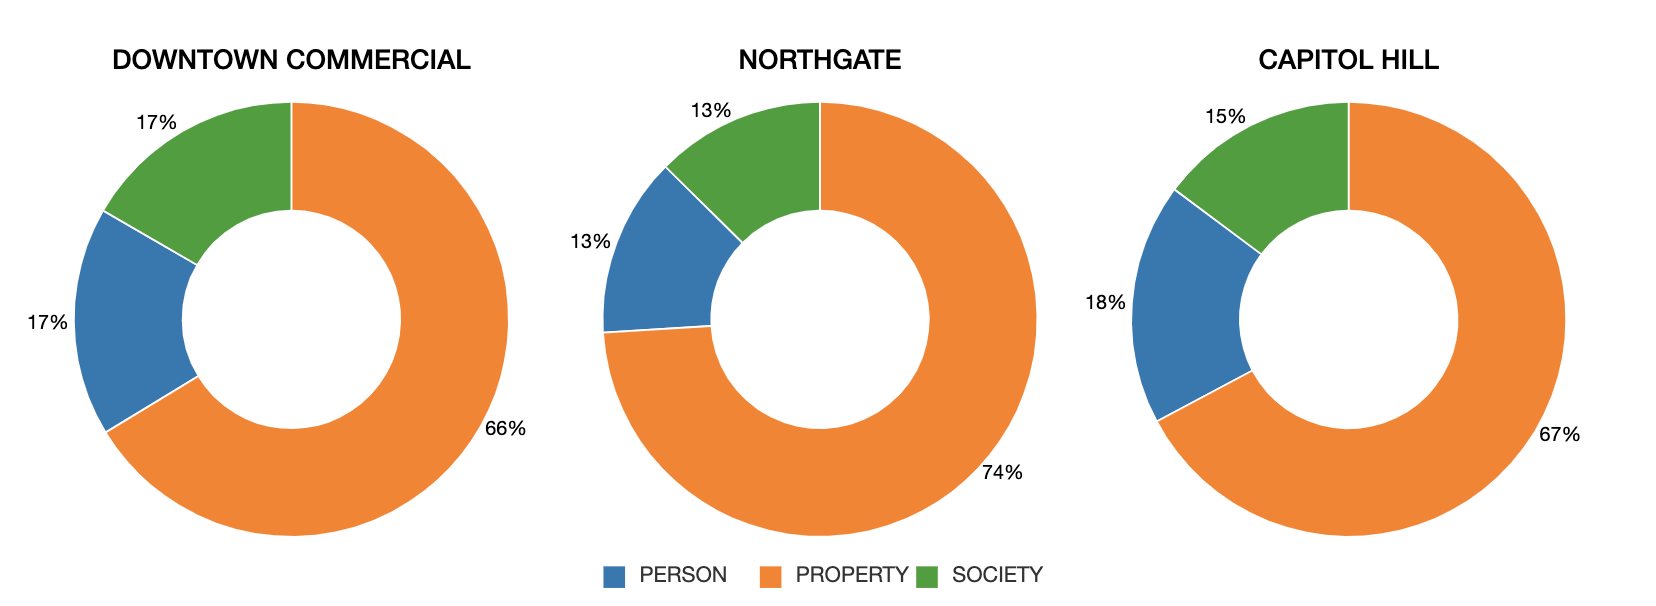 DOWNTOWN COMMERCIAL
17%
17%
66%
NORTHGATE
13%
13%
74%
CAPITOL HILL
15%
18%
67%
PERSON PROPERTY SOCIETY